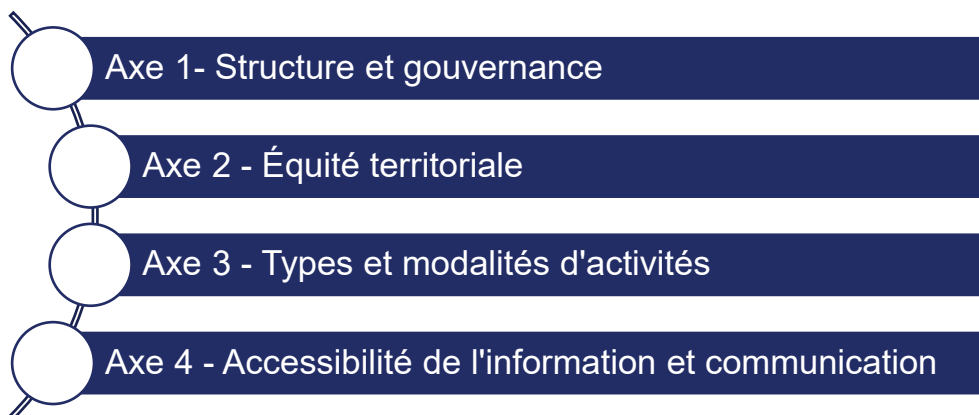 Axe 1- Structure et gouvernance
Axe 2 - Équité territoriale
Axe 3 - Types et modalités d'activités
Axe 4 - Accessibilité de l'information et communication